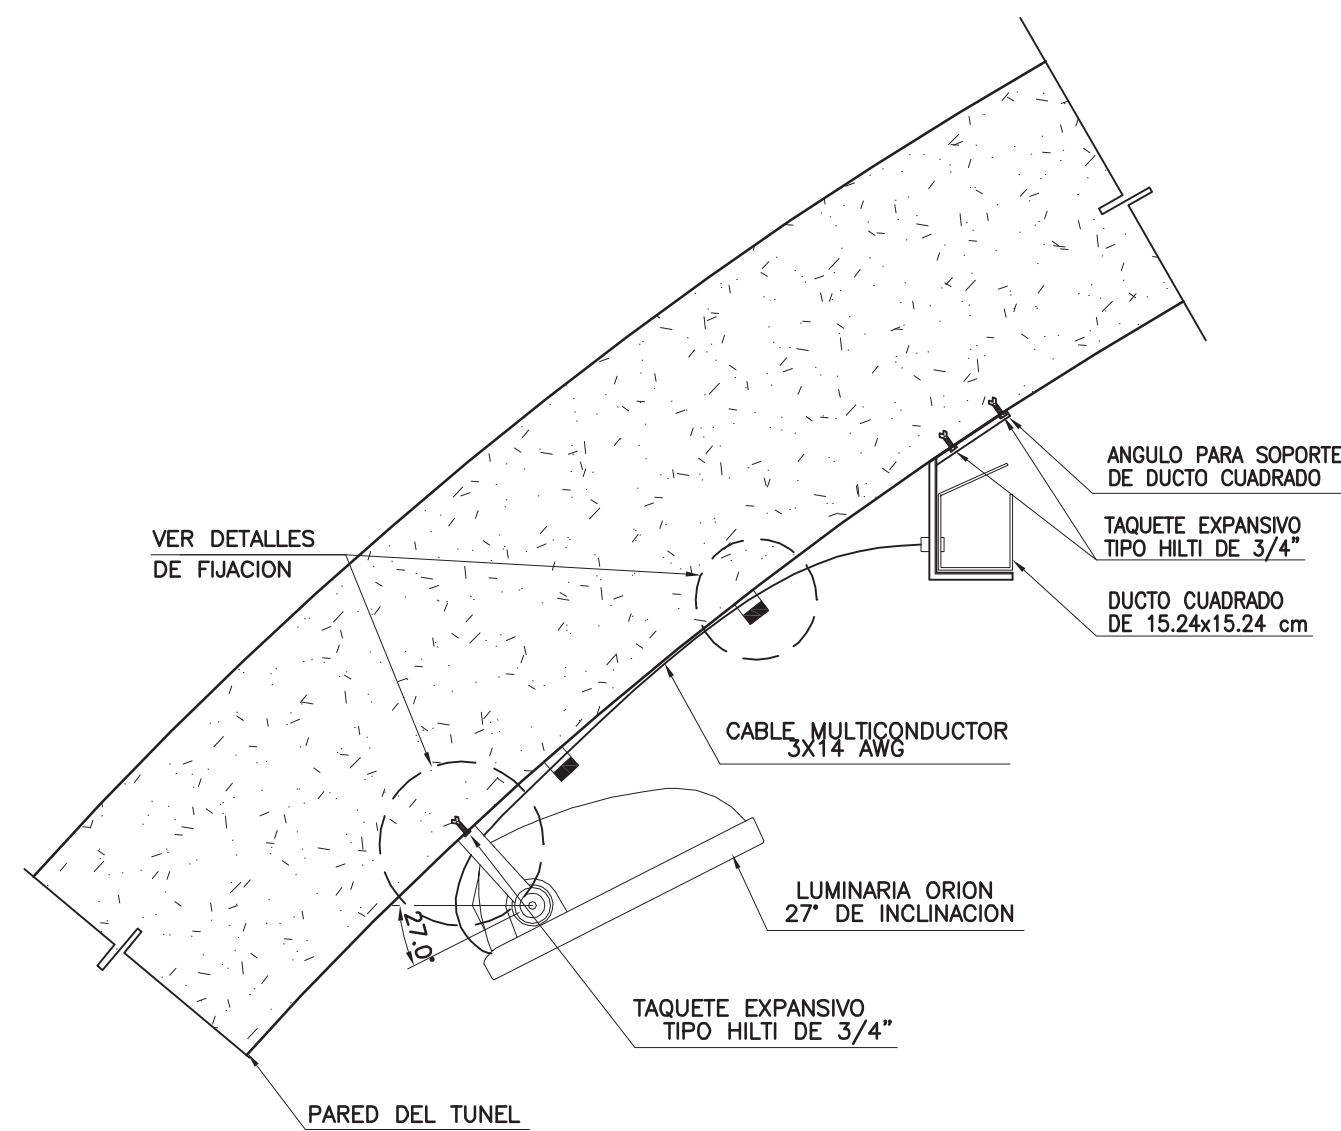 ANGULO PARA SOPORTE
DE DUCTO CUADRADO
TAQUETE EXPANSIVO
TIPO HILTI DE 3/4”
VER DETALLES
DE FIJACION
DUCTO CUADRADO
DE 15.24x15.24 cm
CABLE MULTICONDUCTOR
3X14 AWG
LUMINARIA ORION
27° DE INCLINACION
27.0°
TAQUETE EXPANSIVO
TIPO HILTI DE 3/4”
PARED DEL TUNEL